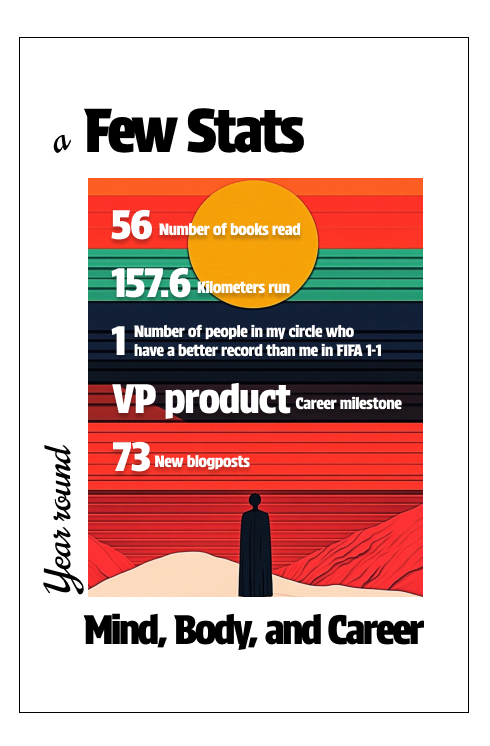 a Few Stats
56 Number of books read
157.6 Kilometers run
1 Number of people in my circle who
have a better record than me in FIFA 1-1
VP product Career milestone
73 New blogposts
Year round
Mind, Body, and Career